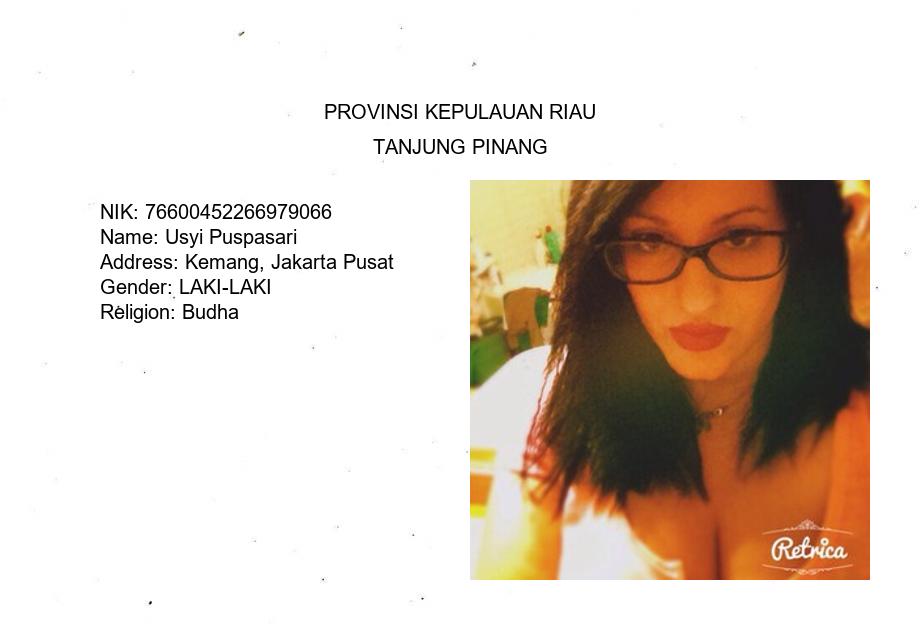 PROVINSI KEPULAUAN RIAU
TANJUNG PINANG
NIK: 76600452266979066
Name: Usyi Puspasari
Address: Kemang, Jakarta Pusat
Gender: LAKI-LAKI
Religion: Budha
Retrica